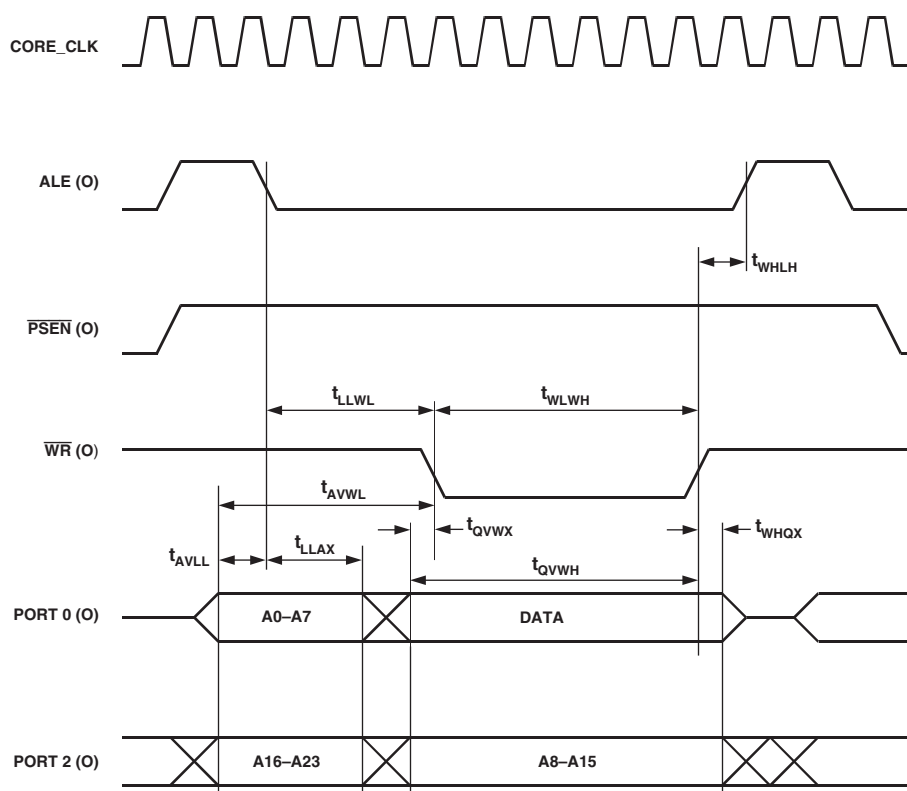 CORE_CLK
ALE (O)
tWHLH
PSEN (O)
tLLWL
tWLWH
WR (O)
tAVWL
tQVWX
tWHQX
tAVLL
tLLAX
tQVWH
PORT 0 (O)
A0–A7
DATA
PORT 2 (O)
A16–A23
A8–A15